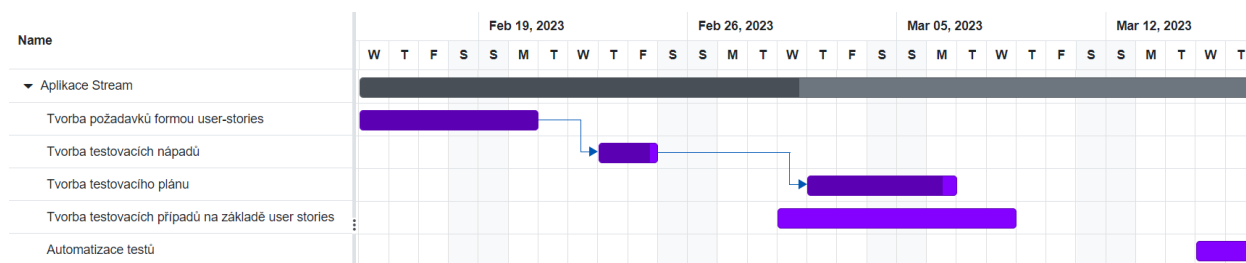 Name
Feb 19, 2023 Feb 26, 2023 Mar 05, 2023 Mar 12, 2023
W T F S S M T W T F S S M T W T F S S M T W T F S S M T W T
Aplikace Stream
Tvorba požadavků formou user-stories
Tvorba testovacích nápadů
Tvorba testovacího plánu
Tvorba testovacích případů na základě user stories
Automatizace testů